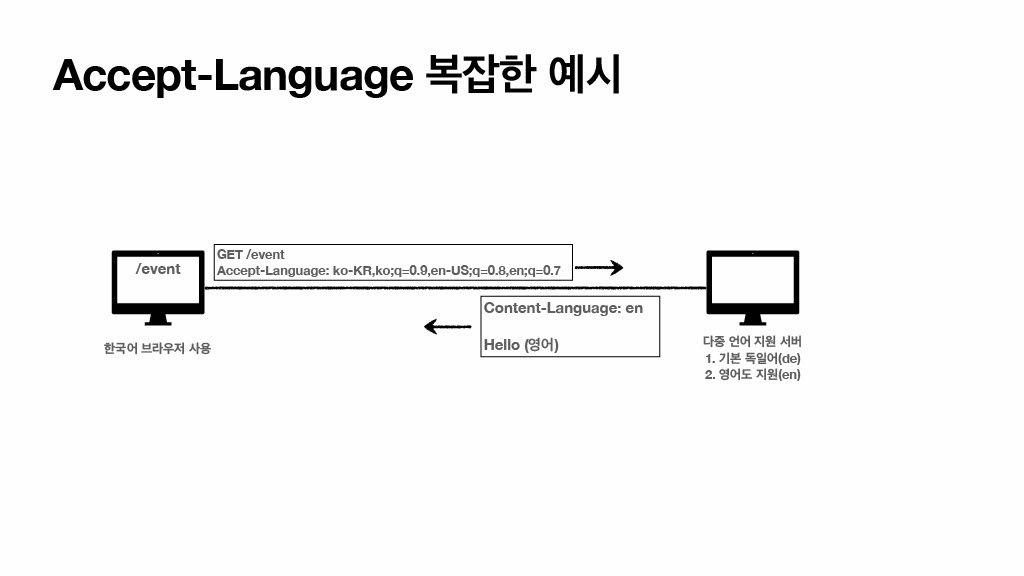 Accept-Language 복잡한 예시
/event
GET /event
Accept-Language: ko-KR,ko;q=0.9,en-US;q=0.8,en;q=0.7
Content-Language: en
Hello (영어)
한국어 브라우저 사용
다중 언어 지원 서버
1. 기본 독일어(de)
2. 영어도 지원(en)